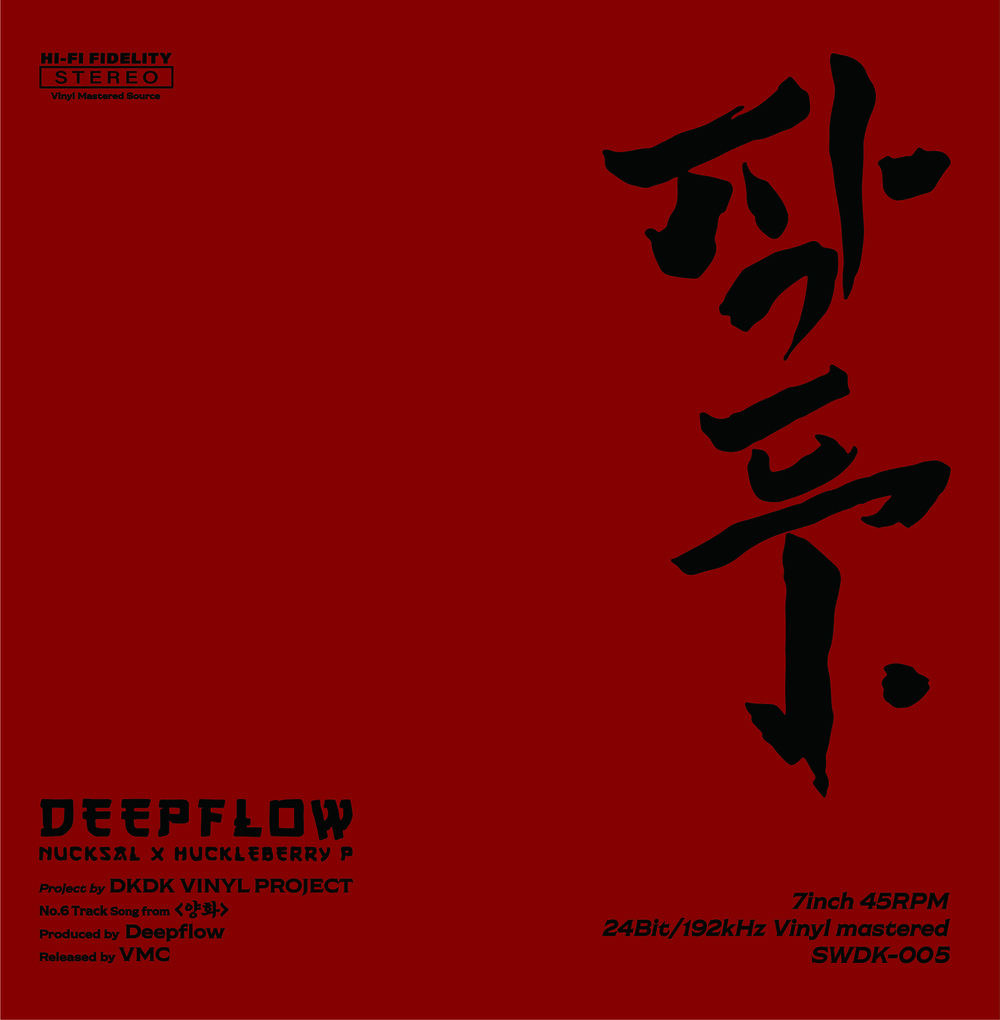 HI-FI FIDELITY
STEREO
Vinyl Mastered Source
작두
DEEPFLOW
NUCKSAL X HUCKLEBERRY P
Project by DKDK VINYL PROJECT
No.6 Track Song from <양화>
Produced by Deepflow
Released by VMC
7inch 45RPM
24Bit/192kHz Vinyl mastered
SWDK-005